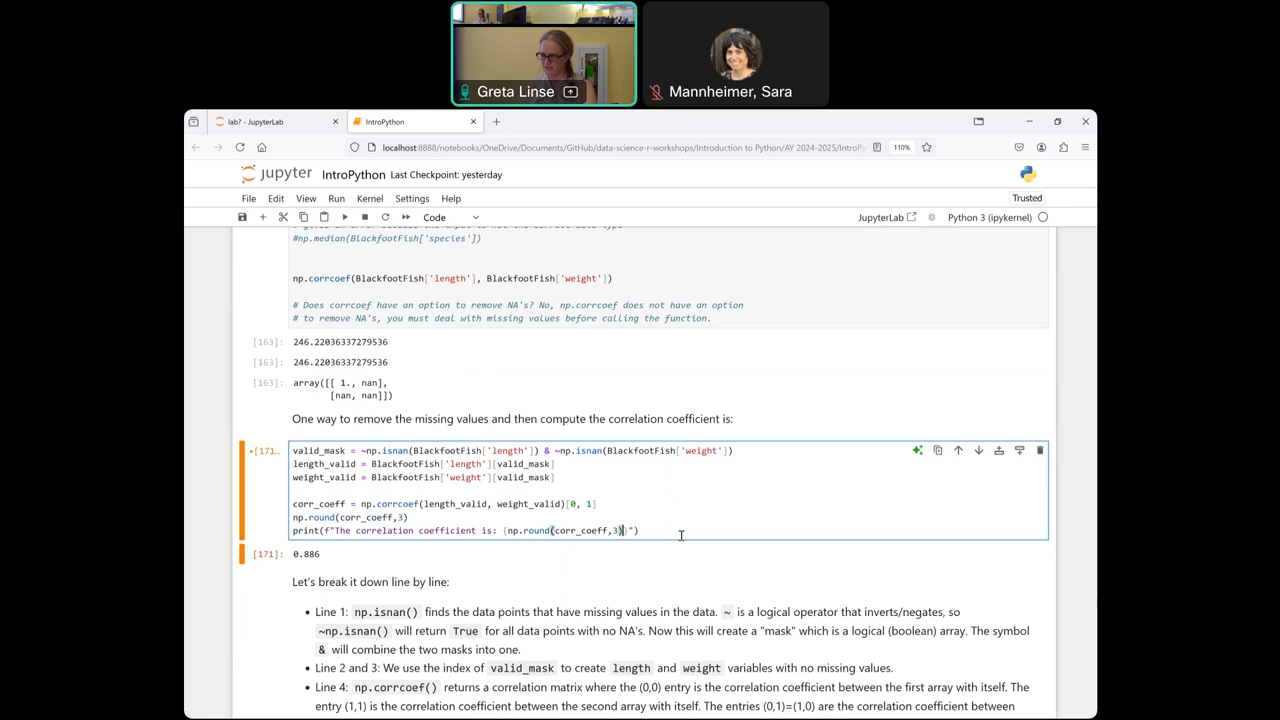 Greta Linse
Mannheimer, Sara
lab? - JupyterLab
IntroPython
localhost:8888/notebooks/OneDrive/Documents/GitHub/data-science-r-workshops/Introduction to Python/AY 2024-2025/IntroPy
110%
jupyter IntroPython Last Checkpoint: yesterday
File Edit View Run Kernel Settings Help
Trusted
Code
JupyterLab
Python 3 (ipykernel)
#np.median(BlackfootFish['species'])
np.corrcoef(BlackfootFish['length'], BlackfootFish['weight'])
# Does corrcoef have an option to remove NA's? No, np.corrcoef does not have an option
# to remove NA's, you must deal with missing values before calling the function.
[163]: 246.22036337279536
[163]: 246.22036337279536
[163]: array([[ 1., nan],
[nan, nan]])
One way to remove the missing values and then compute the correlation coefficient is:
[171... valid_mask = ~np.isnan(BlackfootFish['length']) & ~np.isnan(BlackfootFish['weight'])
length_valid = BlackfootFish['length'][valid_mask]
weight_valid = BlackfootFish['weight'][valid_mask]
corr_coeff = np.corrcoef(length_valid, weight_valid)[0, 1]
np.round(corr_coeff,3)
print(f"The correlation coefficient is: {np.round(corr_coeff,3)}")
[171]: 0.886
Let's break it down line by line:
• Line 1: np.isnan() finds the data points that have missing values in the data. ~ is a logical operator that inverts/negates, so
~np.isnan() will return True for all data points with no NA's. Now this will create a "mask" which is a logical (boolean) array. The symbol
& will combine the two masks into one.
• Line 2 and 3: We use the index of valid_mask to create length and weight variables with no missing values.
• Line 4: np.corrcoef() returns a correlation matrix where the (0,0) entry is the correlation coefficient between the first array with itself. The
entry (1,1) is the correlation coefficient between the second array with itself. The entries (0,1)=(1,0) are the correlation coefficient between